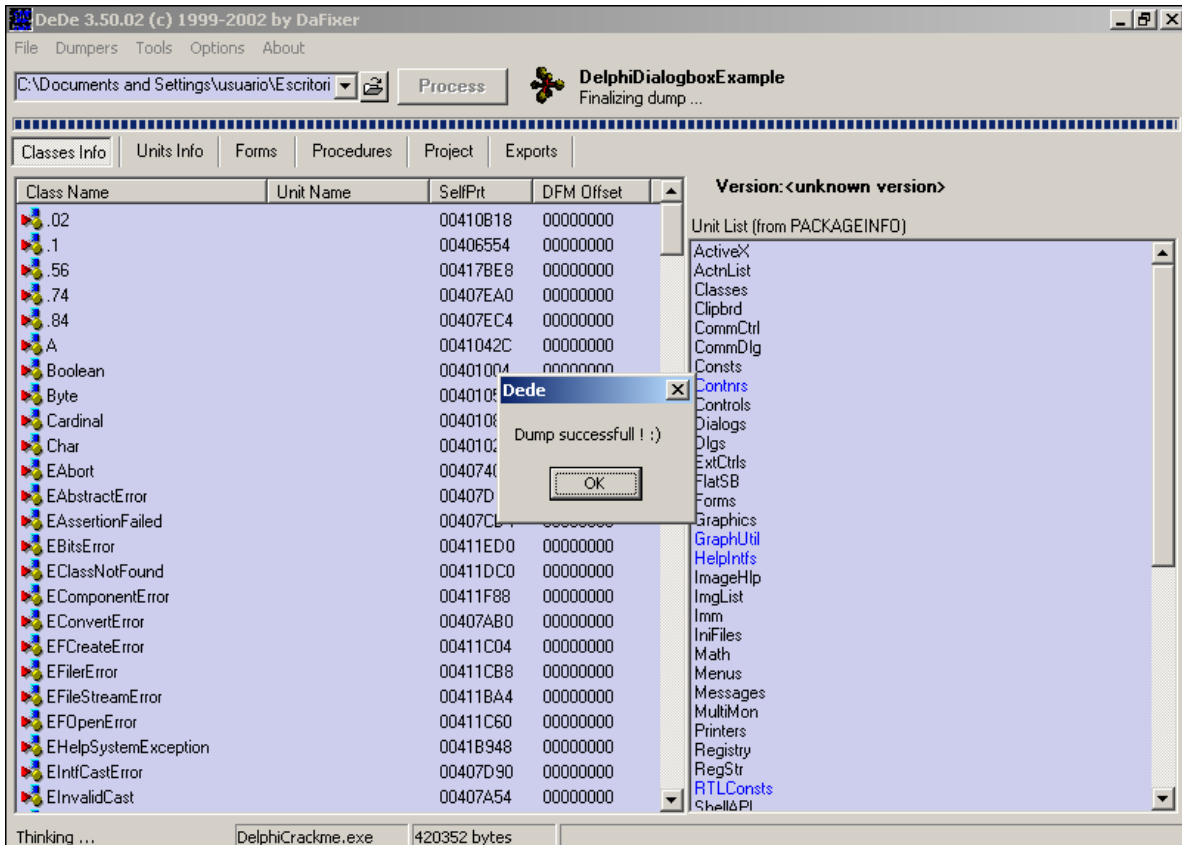 DeDe 3.50.02 (c) 1999-2002 by DaFixer
File Dumpers Tools Options About
C:\Documents and Settings\usuario\Escritori
Process
DelphiDialogboxExample
Finalizing dump ...
Classes Info Units Info Forms Procedures Project Exports
Class Name Unit Name SelfPrt DFM Offset
.02 00410B18 00000000
.1 00406554 00000000
.56 00417BE8 00000000
.74 00407EA0 00000000
.84 00407EC4 00000000
A 0041042C 00000000
Boolean 00401004 00000000
Byte
Cardinal
Char
EAbort
EAbstractError
EAssertionFailed
EBitsError 00411ED0 00000000
EClassNotFound 00411DC0 00000000
EComponentError 00411F88 00000000
EConvertError 00407AB0 00000000
EFCreateError 00411C04 00000000
EFilerError 00411CB8 00000000
EFileStreamError 00411BA4 00000000
EFOpenError 00411C60 00000000
EHelpSystemException 0041B948 00000000
EIntfCastError 00407D90 00000000
EInvalidCast 00407A54 00000000
Dede
Dump successfull ! :)
OK
Version:<unknown version>
Unit List (from PACKAGEINFO)
ActiveX
ActnList
Classes
Clipbrd
CommCtrl
CommDlg
Consts
Contnrs
Controls
Dialogs
Dlgs
ExtCtrls
FlatSB
Forms
Graphics
GraphUtil
HelpIntfs
ImageHlp
ImgList
Imm
IniFiles
Math
Menus
Messages
MultiMon
Printers
Registry
RegStr
RTLConsts
ShellAPI
Thinking ... DelphiCrackme.exe 420352 bytes